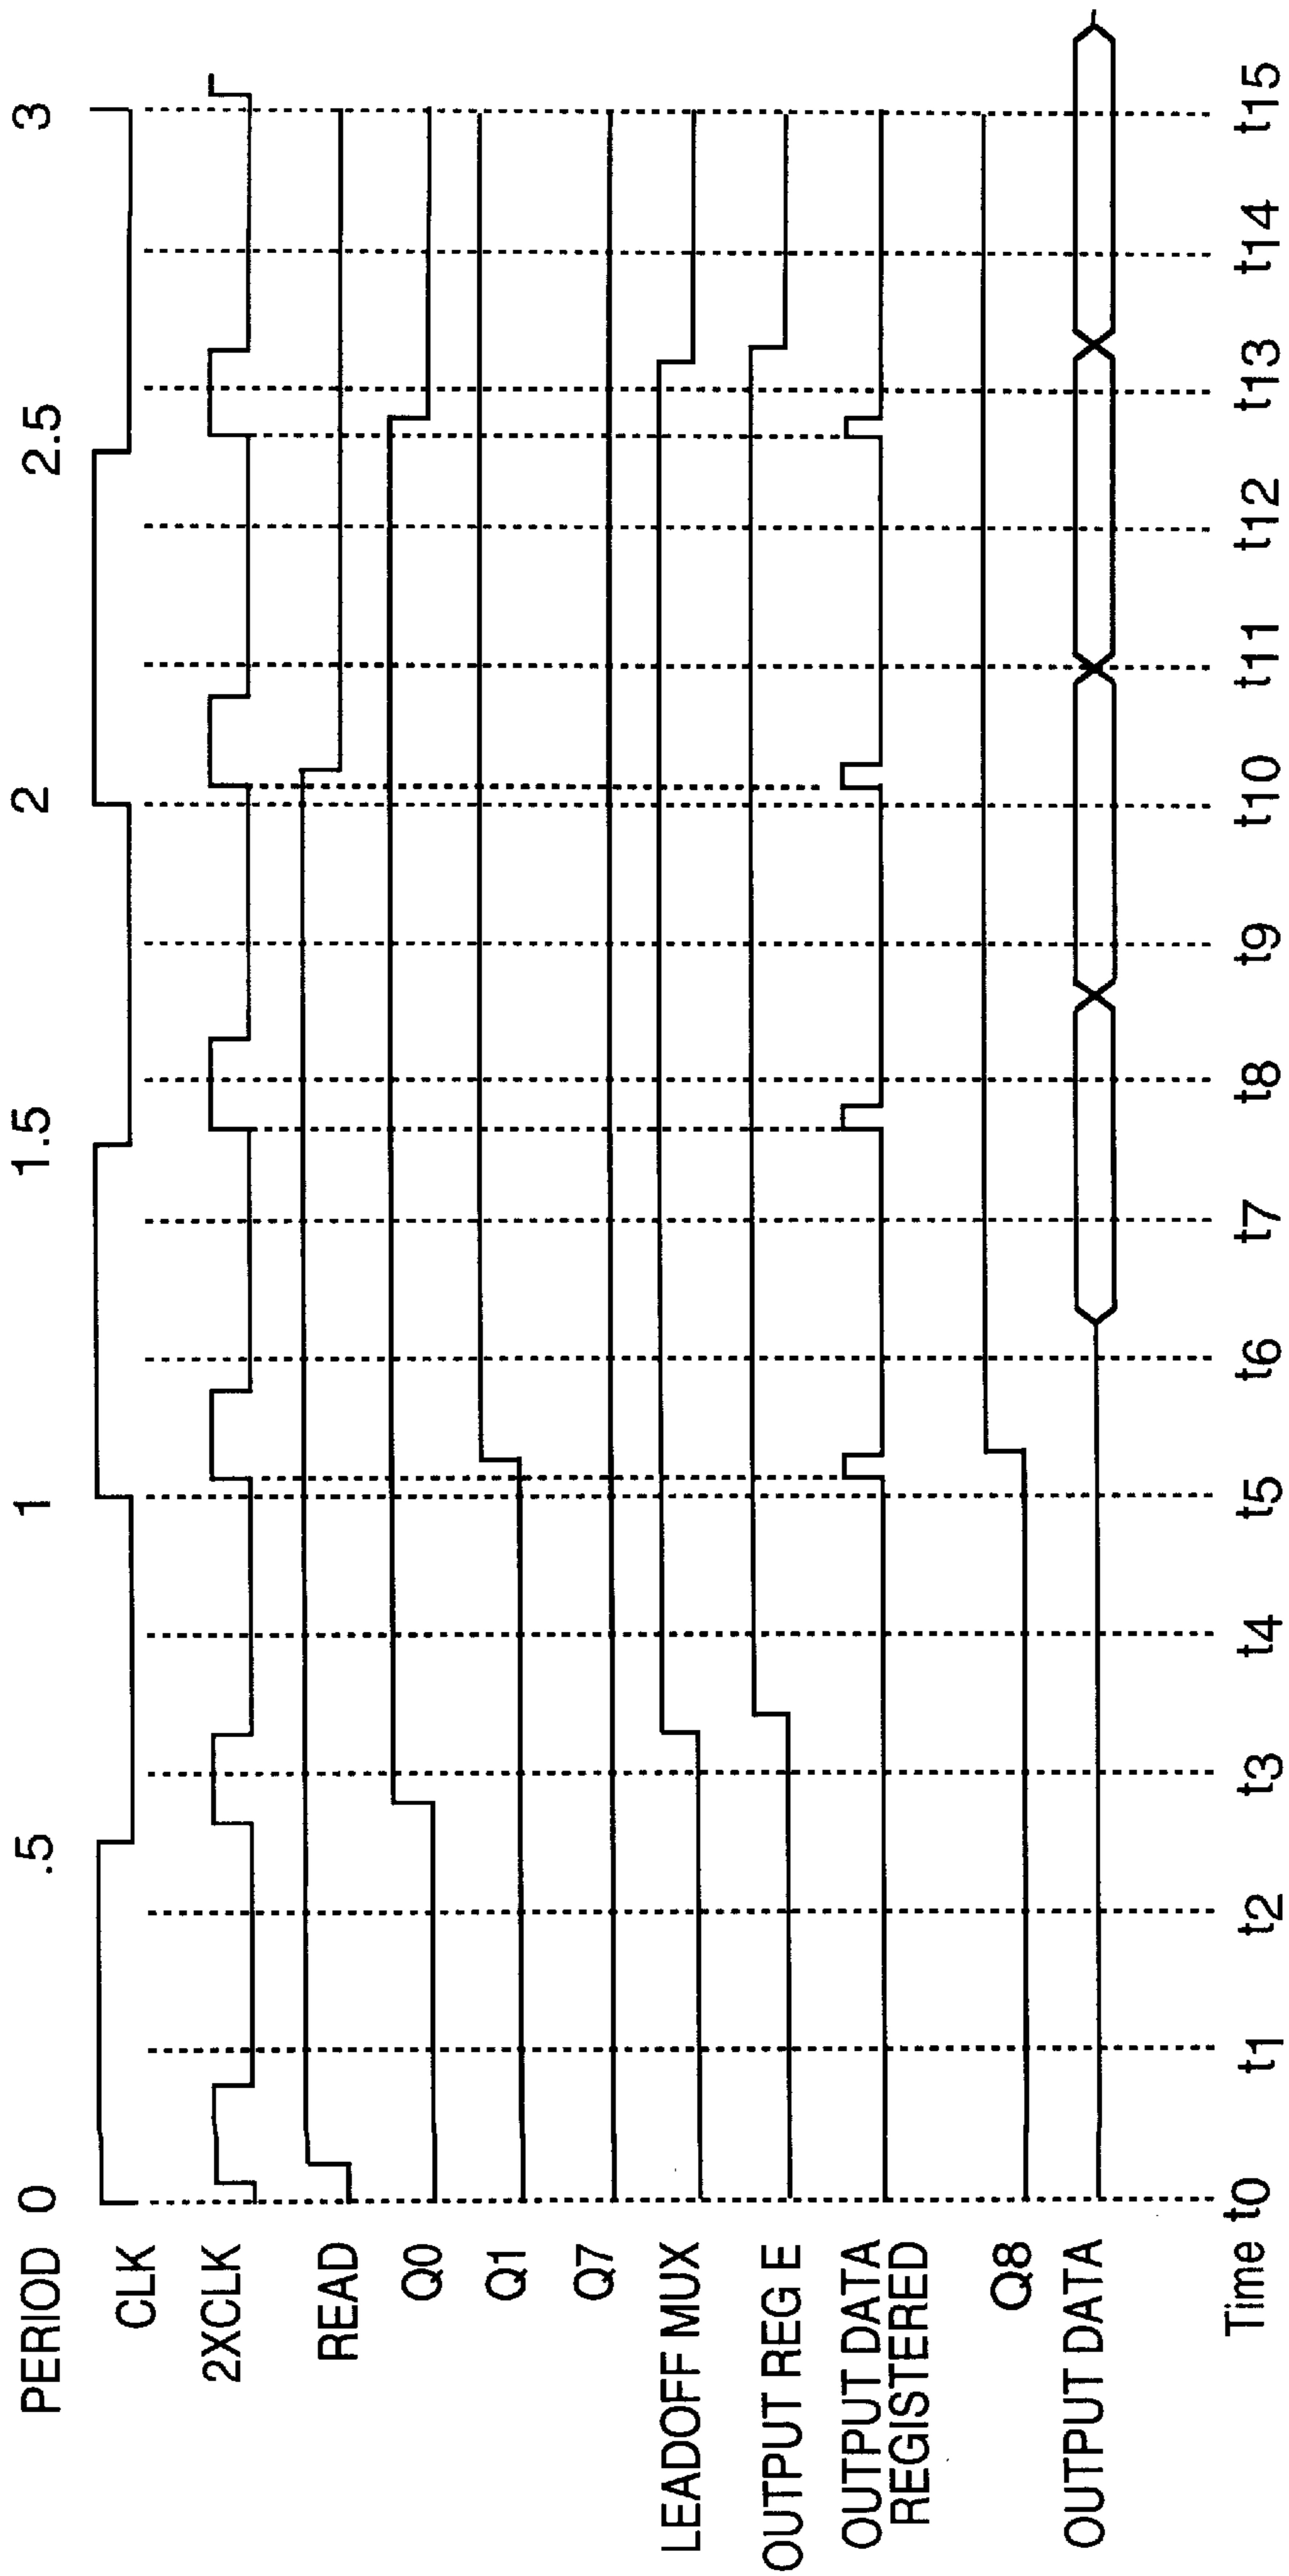 PERIOD 0 .5 1 1.5 2 2.5 3
CLK
2XCLK
READ
Q0
Q1
Q7
LEADOFF MUX
OUTPUT REG E
OUTPUT DATA
REGISTERED
Q8
OUTPUT DATA
Time t0 t1 t2 t3 t4 t5 t6 t7 t8 t9 t10 t11 t12 t13 t14 t15